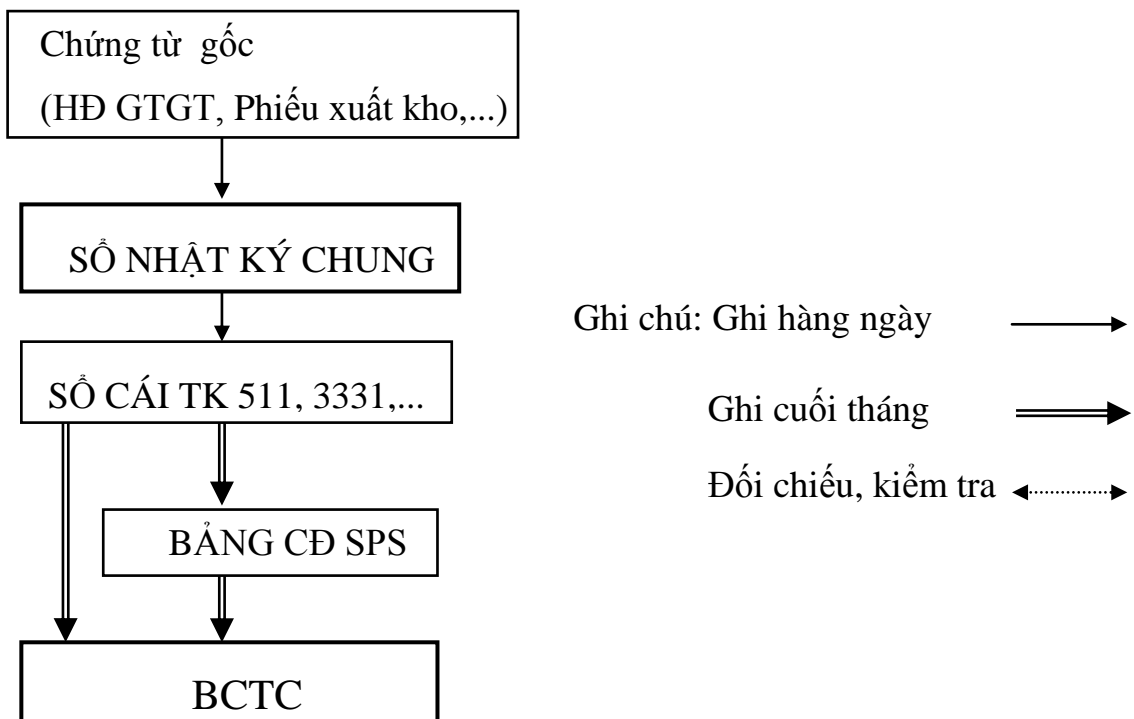 Chứng từ gốc
(HĐ GTGT, Phiếu xuất kho,...)
SỔ NHẬT KÝ CHUNG
Ghi chú: Ghi hàng ngày
SỔ CÁI TK 511, 3331,...
Ghi cuối tháng
Đối chiếu, kiểm tra
BẢNG CĐ SPS
BCTC